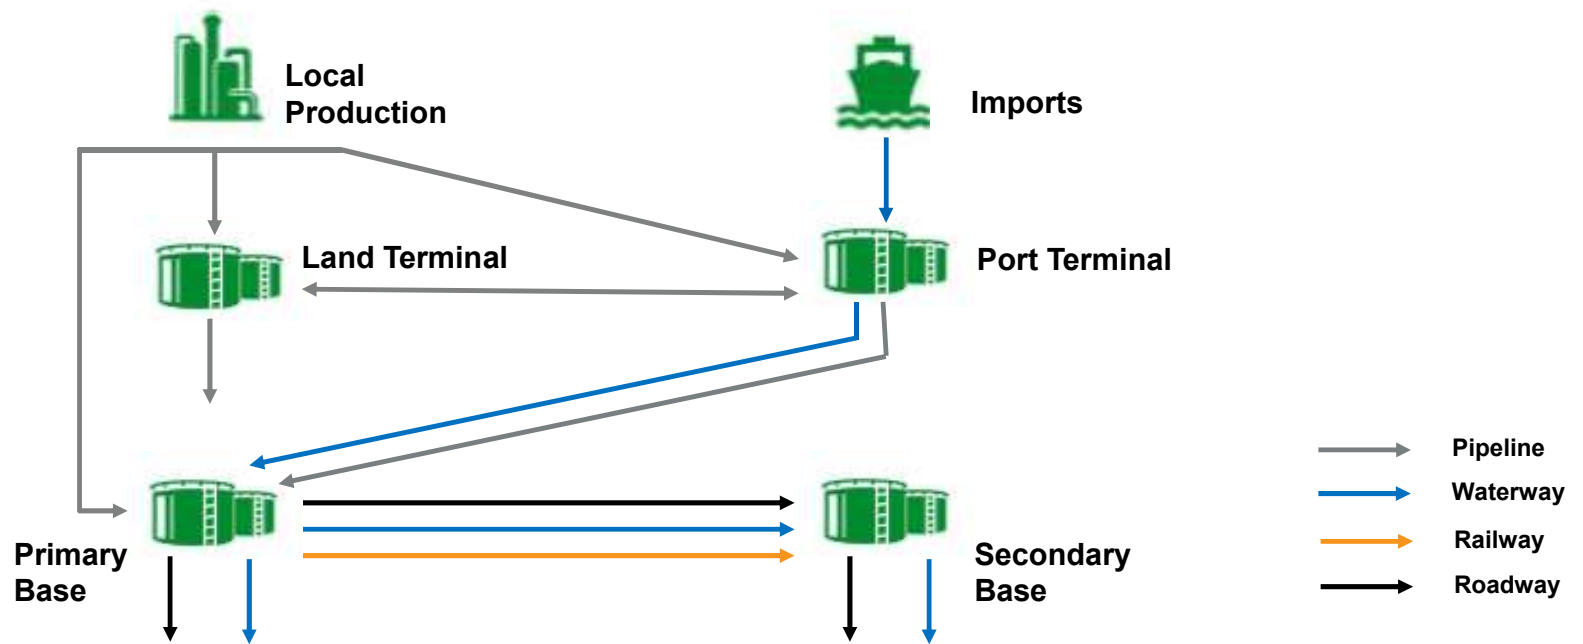 Local
Production
Imports
Land Terminal
Port Terminal
Pipeline
Waterway
Railway
Roadway
Primary
Base
Secondary
Base